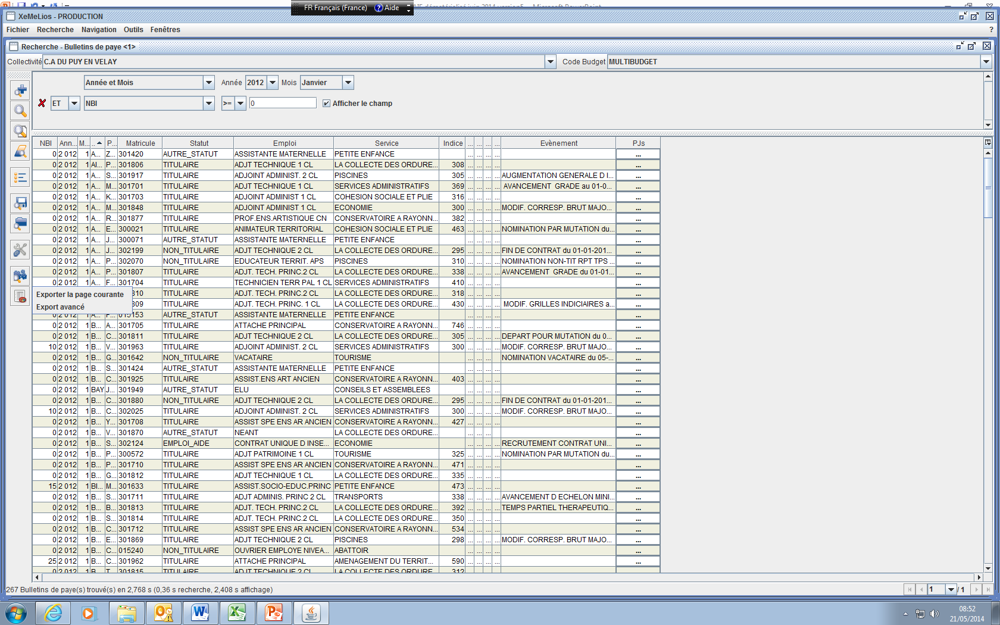 FR Français (France) Aide
XeMeLios - PRODUCTION
Fichier Recherche Navigation Outils Fenêtres ?
Recherche - Bulletins de paye <1>
Collectivité C.A DU PUY EN VELAY Code Budget MULTIBUDGET
Année et Mois Année 2012 Mois Janvier
ET NBI >= 0 Afficher le champ
NBI Ann... M... .. P... Matricule Statut Emploi Service Indice ... ... ... ... Evènement PJs
0 2 012 1 A... Z... 301420 AUTRE_STATUT ASSISTANTE MATERNELLE PETITE ENFANCE ... ... ... ... ...
0 2 012 1 Al... P... 301806 TITULAIRE ADJT TECHNIQUE 1 CL LA COLLECTE DES ORDURE... 308 ... ... ... ... ...
0 2 012 1 A... S... 301917 TITULAIRE ADJOINT ADMINIST. 2 CL PISCINES 305 ... ... ... ... AUGMENTATION GENERALE D I... ...
0 2 012 1 A... M... 301701 TITULAIRE ADJT TECHNIQUE 1 CL SERVICES ADMINISTRATIFS 369 ... ... ... ... AVANCEMENT GRADE au 01-0... ...
0 2 012 1 A... K... 301703 TITULAIRE ADJOINT ADMINIST 1 CL COHESION SOCIALE ET PLIE 316 ... ... ... ... ...
0 2 012 1 A... M... 301848 TITULAIRE ADJOINT ADMINIST 1 CL ECONOMIE 300 ... ... ... ... MODIF. CORRESP. BRUT MAJO... ...
0 2 012 1 A... R... 301877 TITULAIRE PROF.ENS.ARTISTIQUE CN CONSERVATOIRE A RAYONN... 382 ... ... ... ... ...
0 2 012 1 A... E... 300021 TITULAIRE ANIMATEUR TERRITORIAL COHESION SOCIALE ET PLIE 463 ... ... ... ... NOMINATION PAR MUTATION du... ...
0 2 012 1 A... J... 300071 AUTRE_STATUT ASSISTANTE MATERNELLE PETITE ENFANCE ... ... ... ... ...
0 2 012 1 A... J... 302199 NON_TITULAIRE ADJT TECHNIQUE 2 CL LA COLLECTE DES ORDURE... 295 ... ... ... ... FIN DE CONTRAT du 01-01-201... ...
0 2 012 1 A... P... 302070 NON_TITULAIRE EDUCATEUR TERRIT. APS PISCINES 310 ... ... ... ... NOMINATION NON-TIT RPT TPS ... ...
0 2 012 1 A... P... 301807 TITULAIRE ADJT. TECH. PRINC.2 CL LA COLLECTE DES ORDURE... 338 ... ... ... ... AVANCEMENT GRADE du 01-01... ...
0 2 012 1 A... F... 301704 TITULAIRE TECHNICIEN TERR PAL 1 CL SERVICES ADMINISTRATIFS 410 ... ... ... ... ...
Exporter la page courante 310 TITULAIRE ADJT. TECH. PRINC.2 CL LA COLLECTE DES ORDURE... 318 ... ... ... ... ...
Export avancé 309 TITULAIRE ADJT. TECH. PRINC. 1 CL LA COLLECTE DES ORDURE... 430 ... ... ... ... MODIF. GRILLES INDICIAIRES a... ...
0 2 012 1 A... P... 015153 AUTRE_STATUT ASSISTANTE MATERNELLE PETITE ENFANCE ... ... ... ... ...
0 2 012 1 B... A... 301705 TITULAIRE ATTACHE PRINCIPAL CONSERVATOIRE A RAYONN... 746 ... ... ... ... ...
0 2 012 1 B... C... 301811 TITULAIRE ADJT TECHNIQUE 2 CL LA COLLECTE DES ORDURE... 305 ... ... ... ... DEPART POUR MUTATION du 0... ...
10 2 012 1 B... V... 301963 TITULAIRE ADJOINT ADMINIST. 2 CL SERVICES ADMINISTRATIFS 300 ... ... ... ... MODIF. CORRESP. BRUT MAJO... ...
0 2 012 1 B... G... 301642 NON_TITULAIRE VACATAIRE TOURISME ... ... ... ... NOMINATION VACATAIRE du 05-... ...
0 2 012 1 B... S... 301424 AUTRE_STATUT ASSISTANTE MATERNELLE PETITE ENFANCE ... ... ... ... ...
0 2 012 1 B... C... 301925 TITULAIRE ASSIST.ENS ART ANCIEN CONSERVATOIRE A RAYONN... 403 ... ... ... ... ...
0 2 012 1 BAY J... 301949 AUTRE_STATUT ELU CONSEILS ET ASSEMBLEES ... ... ... ... ...
0 2 012 1 B... C... 301880 NON_TITULAIRE ADJT TECHNIQUE 2 CL LA COLLECTE DES ORDURE... 295 ... ... ... ... FIN DE CONTRAT du 01-01-201... ...
10 2 012 1 B... C... 302025 TITULAIRE ADJOINT ADMINIST. 2 CL SERVICES ADMINISTRATIFS 300 ... ... ... ... MODIF. CORRESP. BRUT MAJO... ...
0 2 012 1 B... Y... 301708 TITULAIRE ASSIST SPE ENS AR ANCIEN CONSERVATOIRE A RAYONN... 427 ... ... ... ... ...
0 2 012 1 B... V... 301870 AUTRE_STATUT NEANT LA COLLECTE DES ORDURE... ... ... ... ... ...
0 2 012 1 B... S... 302124 EMPLOI_AIDE CONTRAT UNIQUE D INSE... ECONOMIE ... ... ... ... RECRUTEMENT CONTRAT UNI... ...
0 2 012 1 B... P... 300572 TITULAIRE ADJT PATRIMOINE 1 CL TOURISME 325 ... ... ... ... NOMINATION PAR MUTATION du... ...
0 2 012 1 B... P... 301710 TITULAIRE ASSIST SPE ENS AR ANCIEN CONSERVATOIRE A RAYONN... 471 ... ... ... ... ...
0 2 012 1 B... G... 301812 TITULAIRE ADJT TECHNIQUE 1 CL LA COLLECTE DES ORDURE... 335 ... ... ... ... ...
15 2 012 1 BI... M... 301633 TITULAIRE ASSIST.SOCIO-EDUC.PRINC PETITE ENFANCE 473 ... ... ... ... ...
0 2 012 1 B... S... 301711 TITULAIRE ADJT ADMINIS. PRINC 2 CL TRANSPORTS 338 ... ... ... ... AVANCEMENT D ECHELON MINI... ...
0 2 012 1 B... B... 301813 TITULAIRE ADJT. TECH. PRINC.2 CL LA COLLECTE DES ORDURE... 392 ... ... ... ... TEMPS PARTIEL THERAPEUTIQ... ...
0 2 012 1 B... S... 301814 TITULAIRE ADJT. TECH. PRINC.2 CL LA COLLECTE DES ORDURE... 350 ... ... ... ... ...
0 2 012 1 B... C... 301712 TITULAIRE ASSIST SPE ENS AR ANCIEN CONSERVATOIRE A RAYONN... 534 ... ... ... ... ...
0 2 012 1 B... E... 301869 TITULAIRE ADJT TECHNIQUE 2 CL PISCINES 298 ... ... ... ... MODIF. CORRESP. BRUT MAJO... ...
0 2 012 1 B... C... 015240 NON_TITULAIRE OUVRIER EMPLOYE NIVEA... ABATTOIR ... ... ... ... ...
25 2 012 1 B... C... 301962 TITULAIRE ATTACHE PRINCIPAL AMENAGEMENT DU TERRIT... 590 ... ... ... ... ...
0 2 012 1 B... T... 301815 TITULAIRE ADJT TECHNIQUE 2 CL LA COLLECTE DES ORDURE... 312
267 Bulletins de paye(s) trouvé(s) en 2,768 s (0,36 s recherche, 2,408 s affichage) 1 / 1
08:52
21/05/2014